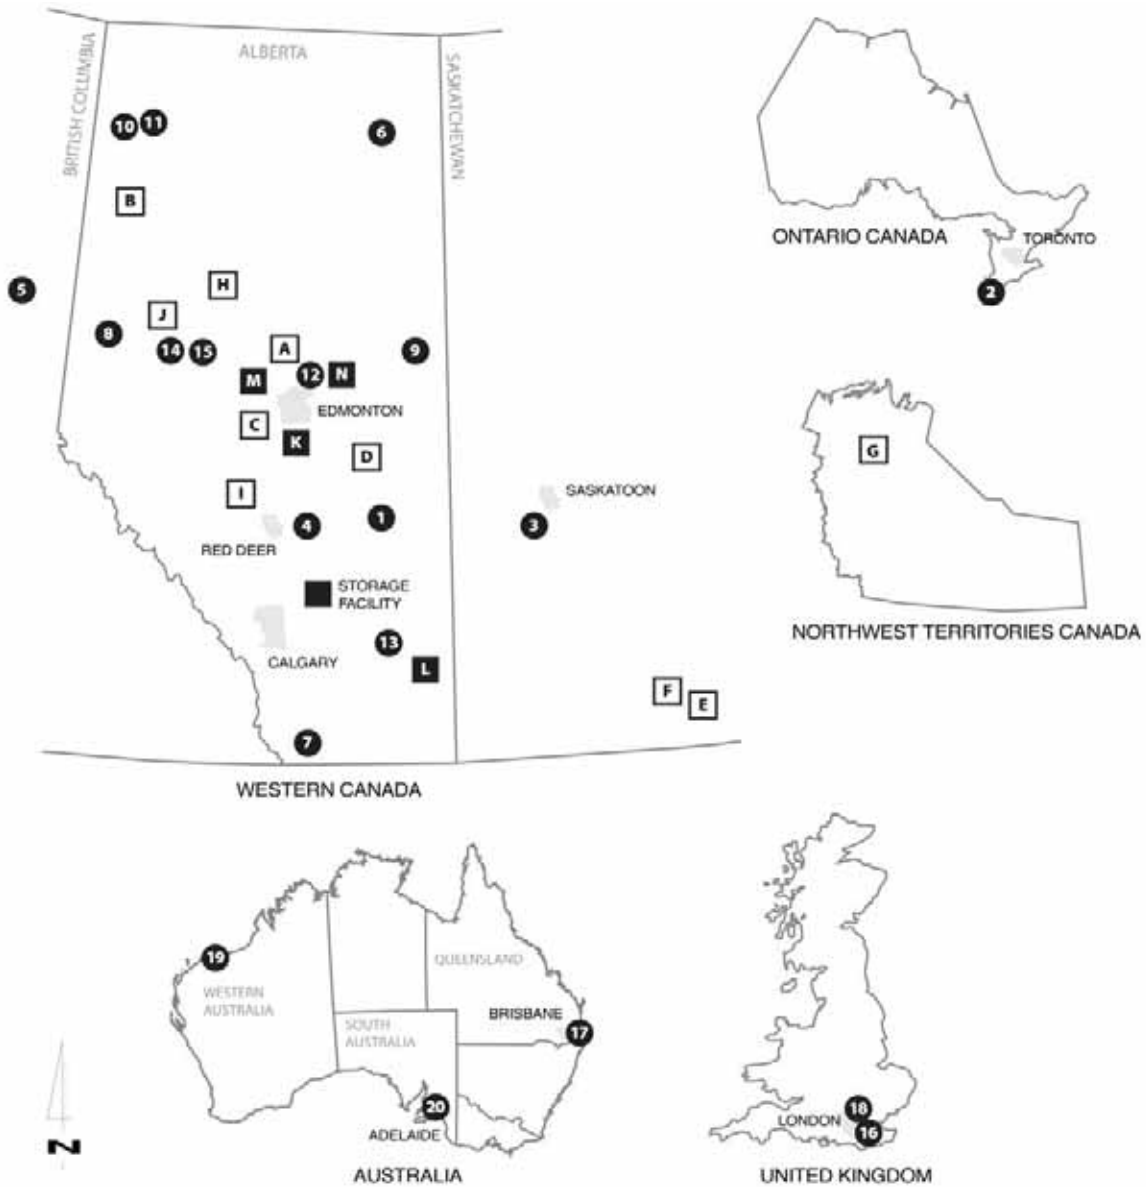 ALBERTA
BRITISH COLUMBIA
SASKATCHEWAN
10
11
6
B
5
H
J
8
14
15
A
9
12
M
N
EDMONTON
C
K
D
I
RED DEER
4
1
3
SASKATOON
STORAGE
FACILITY
CALGARY
13
L
7
F
E
WESTERN CANADA
ONTARIO CANADA
TORONTO
2
G
NORTHWEST TERRITORIES CANADA
19
WESTERN
AUSTRALIA
QUEENSLAND
BRISBANE
17
SOUTH
AUSTRALIA
20
ADELAIDE
AUSTRALIA
18
LONDON
16
UNITED KINGDOM
N